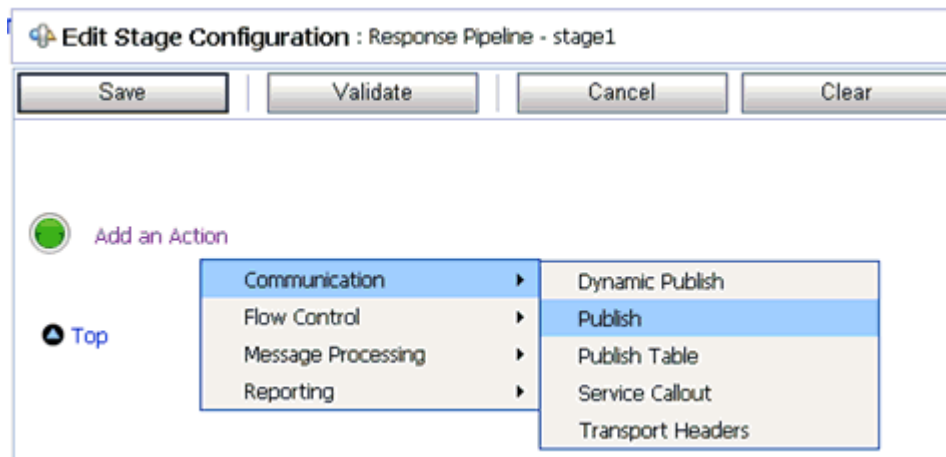 Edit Stage Configuration : Response Pipeline - stage1
Save Validate Cancel Clear
Add an Action
Communication Dynamic Publish
Flow Control Publish
Top
Message Processing Publish Table
Reporting Service Callout
Transport Headers